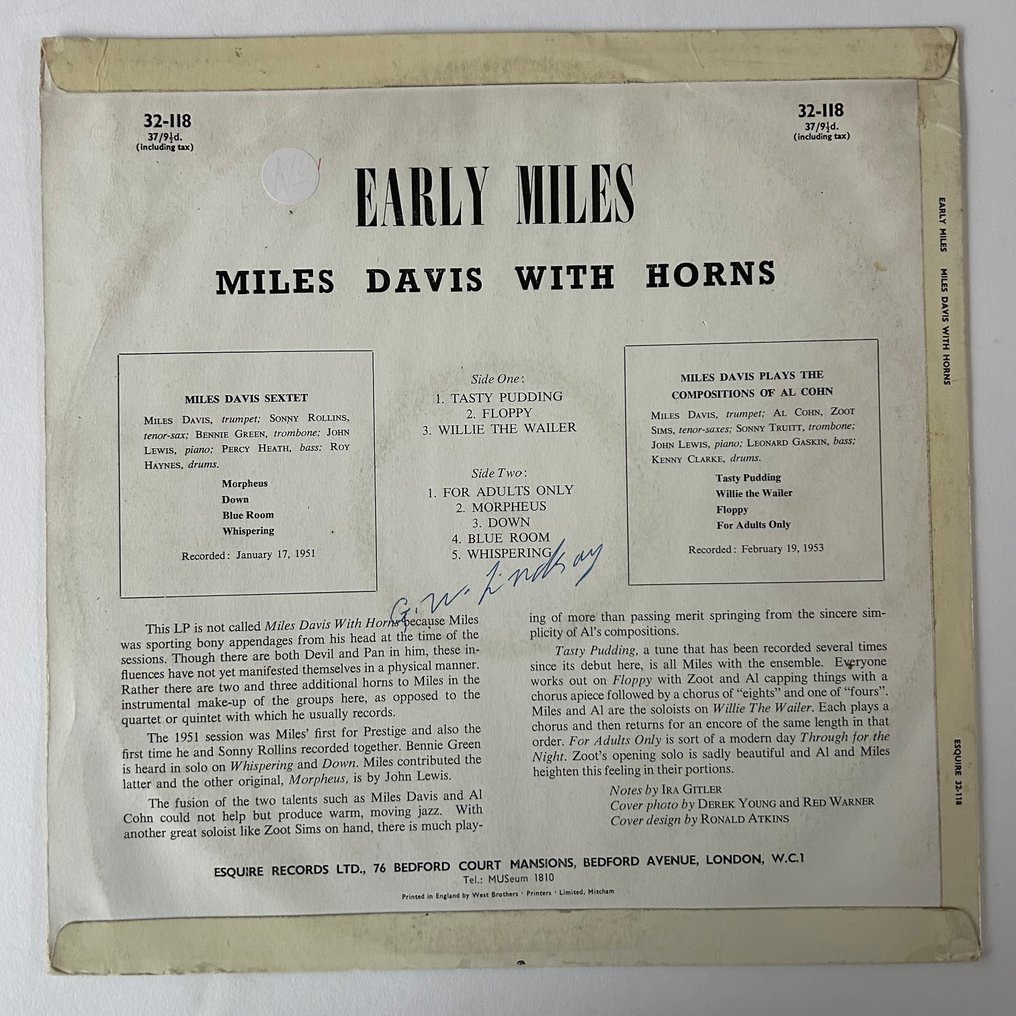 32-118
37/9½d.
(including tax)
32-118
37/9½d.
(including tax)
EARLY MILES
MILES DAVIS WITH HORNS
MILES DAVIS SEXTET
MILES DAVIS, trumpet; SONNY ROLLINS,
tenor-sax; BENNIE GREEN, trombone; JOHN
LEWIS, piano; PERCY HEATH, bass; ROY
HAYNES, drums.
Morpheus
Down
Blue Room
Whispering
Recorded: January 17, 1951
Side One:
1. TASTY PUDDING
2. FLOPPY
3. WILLIE THE WAILER
Side Two:
1. FOR ADULTS ONLY
2. MORPHEUS
3. DOWN
4. BLUE ROOM
5. WHISPERING
G. W. Lindsay
MILES DAVIS PLAYS THE
COMPOSITIONS OF AL COHN
MILES DAVIS, trumpet; AL COHN, ZOOT
SIMS, tenor-saxes; SONNY TRUITT, trombone;
JOHN LEWIS, piano; LEONARD GASKIN, bass;
KENNY CLARKE, drums.
Tasty Pudding
Willie the Wailer
Floppy
For Adults Only
Recorded: February 19, 1953
This LP is not called Miles Davis With Horns because Miles
was sporting bony appendages from his head at the time of the
sessions. Though there are both Devil and Pan in him, these in-
fluences have not yet manifested themselves in a physical manner.
Rather there are two and three additional horns to Miles in the
instrumental make-up of the groups here, as opposed to the
quartet or quintet with which he usually records.
The 1951 session was Miles' first for Prestige and also the
first time he and Sonny Rollins recorded together. Bennie Green
is heard in solo on Whispering and Down. Miles contributed the
latter and the other original, Morpheus, is by John Lewis.
The fusion of the two talents such as Miles Davis and Al
Cohn could not help but produce warm, moving jazz. With
another great soloist like Zoot Sims on hand, there is much play-
ing of more than passing merit springing from the sincere sim-
plicity of Al's compositions.
Tasty Pudding, a tune that has been recorded several times
since its debut here, is all Miles with the ensemble. Everyone
works out on Floppy with Zoot and Al capping things with a
chorus apiece followed by a chorus of "eights" and one of "fours".
Miles and Al are the soloists on Willie The Wailer. Each plays a
chorus and then returns for an encore of the same length in that
order. For Adults Only is sort of a modern day Through for the
Night. Zoot's opening solo is sadly beautiful and Al and Miles
heighten this feeling in their portions.
Notes by IRA GITLER
Cover photo by DEREK YOUNG and RED WARNER
Cover design by RONALD ATKINS
ESQUIRE RECORDS LTD., 76 BEDFORD COURT MANSIONS, BEDFORD AVENUE, LONDON, W.C.1
Tel.: MUSeum 1810
Printed in England by West Brothers · Printers · Limited, Mitcham
EARLY MILES MILES DAVIS WITH HORNS
ESQUIRE 32-118